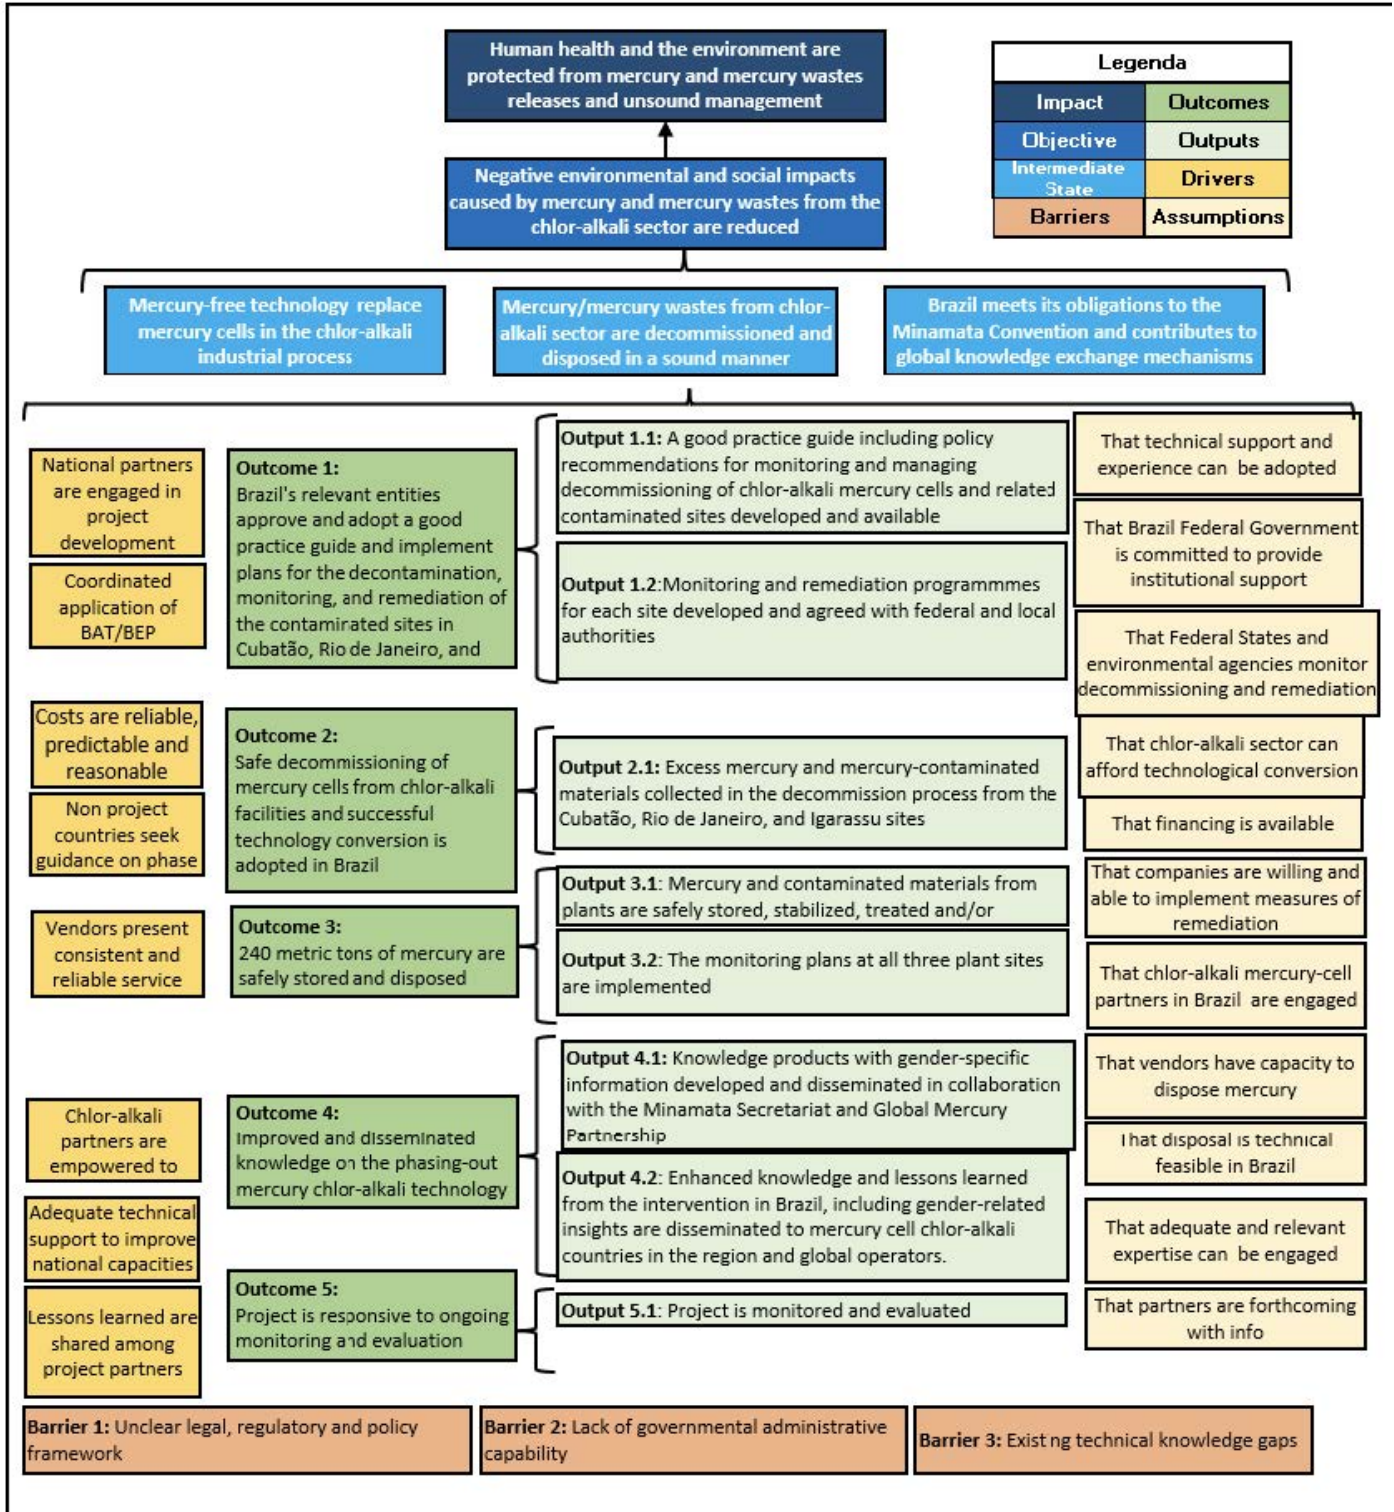 Human health and the environment are
protected from mercury and mercury wastes
releases and unsound management
Legenda
Impact
Outcomes
Objective
Outputs
Intermediate
State
Drivers
Barriers
Assumptions
Negative environmental and social impacts
caused by mercury and mercury wastes from the
chlor-alkali sector are reduced
Mercury-free technology replace
mercury cells in the chlor-alkali
industrial process
Mercury/mercury wastes from chlor-
alkali sector are decommissioned and
disposed in a sound manner
Brazil meets its obligations to the
Minamata Convention and contributes to
global knowledge exchange mechanisms
National partners
are engaged in
project
development
Coordinated
application of
BAT/BEP
Outcome 1:
Brazil's relevant entities
approve and adopt a good
practice guide and implement
plans for the decontamination,
monitoring, and remediation of
the contamirated sites in
Cubatão, Rio de Janeiro, and
Output 1.1: A good practice guide including policy
recommendations for monitoring and managing
decommissioning of chlor-alkali mercury cells and related
contaminated sites developed and available
Output 1.2:Monitoring and remediation programmmes
for each site developed and agreed with federal and local
authorities
That technical support and
experience can be adopted
That Brazil Federal Government
is committed to provide
institutional support
That Federal States and
environmental agencies monitor
decommissioning and remediation
Costs are reliable,
predictable and
reasonable
Non project
countries seek
guidance on phase
Outcome 2:
Safe decommissioning of
mercury cells from chlor-alkali
facilities and successful
technology conversion is
adopted in Brazil
Output 2.1: Excess mercury and mercury-contaminated
materials collected in the decommission process from the
Cubatão, Rio de Janeiro, and Igarassu sites
That chlor-alkali sector can
afford technological conversion
That financing is available
Vendors present
consistent and
reliable service
Outcome 3:
240 metric tons of mercury are
safely stored and disposed
Output 3.1: Mercury and contaminated materials from
plants are safely stored, stabilized, treated and/or
Output 3.2: The monitoring plans at all three plant sites
are implemented
That companies are willing and
able to implement measures of
remediation
That chlor-alkali mercury-cell
partners in Brazil are engaged
Chlor-alkali
partners are
empowered to
Adequate technical
support to improve
national capacities
Outcome 4:
Improved and disseminated
knowledge on the phasing-out
mercury chlor-alkali technology
Output 4.1: Knowledge products with gender-specific
information developed and disseminated in collaboration
with the Minamata Secretariat and Global Mercury
Partnership
Output 4.2: Enhanced knowledge and lessons learned
from the intervention in Brazil, including gender-related
insights are disseminated to mercury cell chlor-alkali
countries in the region and global operators.
That vendors have capacity to
dispose mercury
That disposal is technical
feasible in Brazil
That adequate and relevant
expertise can be engaged
Lessons learned are
shared among
project partners
Outcome 5:
Project is responsive to ongoing
monitoring and evaluation
Output 5.1: Project is monitored and evaluated
That partners are forthcoming
with info
Barrier 1: Unclear legal, regulatory and policy
framework
Barrier 2: Lack of governmental administrative
capability
Barrier 3: Existing technical knowledge gaps